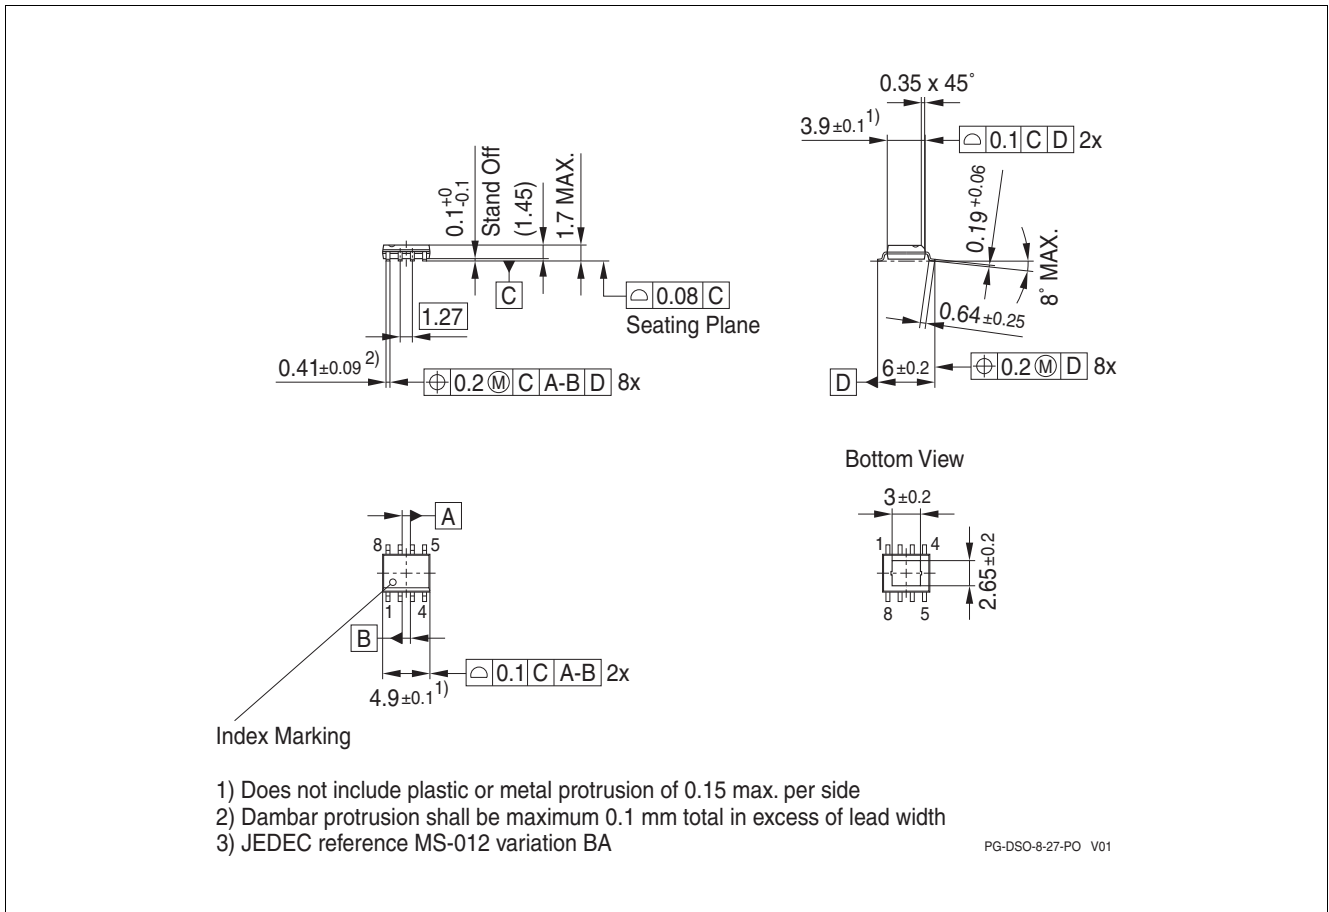 0.35 x 45˚
3.9 ±0.1 1)
⌓ 0.1 C D 2x
0.1 +0 -0.1
Stand Off
(1.45)
1.7 MAX.
0.19 +0.06
8˚ MAX.
C
⌓ 0.08 C
Seating Plane
1.27
0.64 ±0.25
0.41 ±0.09 2)
⌖ 0.2 Ⓜ C A-B D 8x
D
6 ±0.2
⌖ 0.2 Ⓜ D 8x
Bottom View
3 ±0.2
A
8 5
1 4
2.65 ±0.2
1 4
8 5
B
⌓ 0.1 C A-B 2x
4.9 ±0.1 1)
Index Marking
1) Does not include plastic or metal protrusion of 0.15 max. per side
2) Dambar protrusion shall be maximum 0.1 mm total in excess of lead width
3) JEDEC reference MS-012 variation BA
PG-DSO-8-27-PO V01